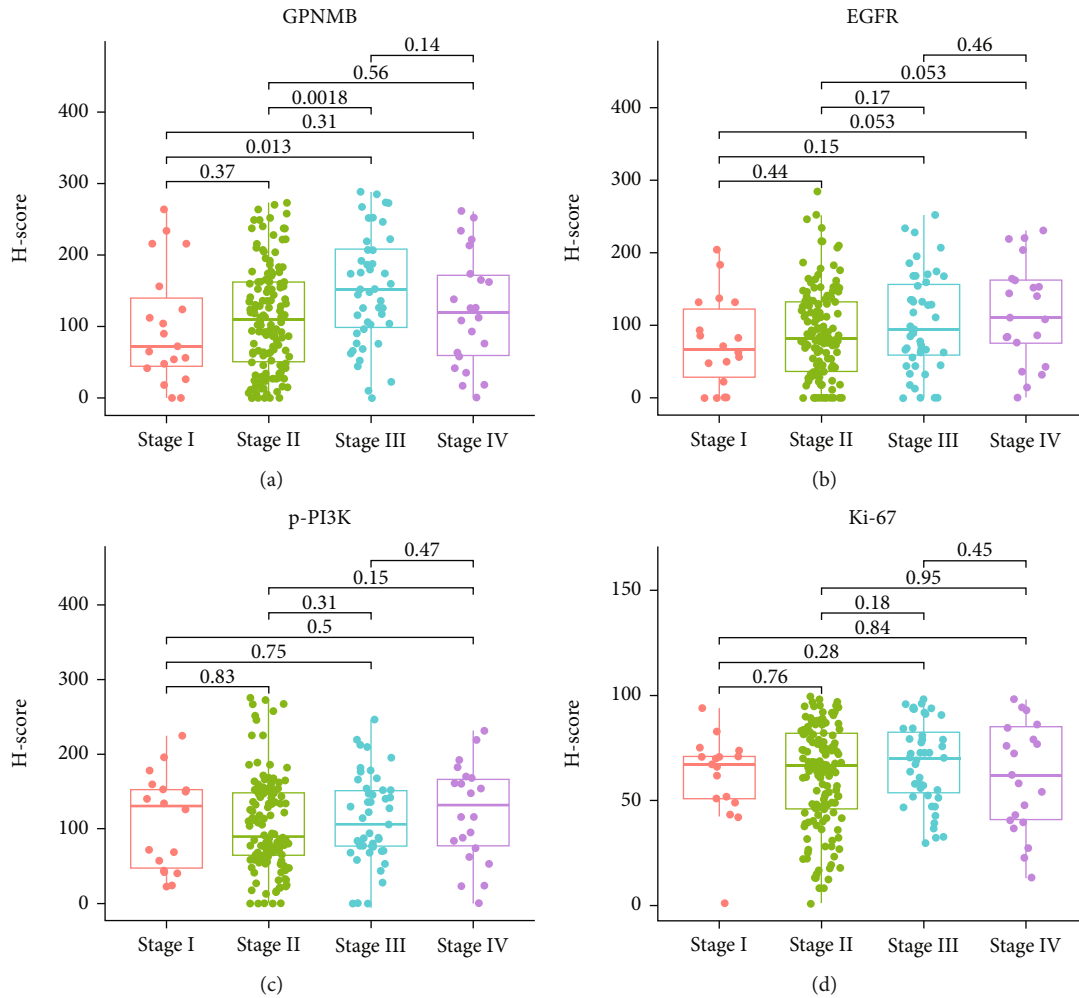 GPNMB
0.14
0.56
0.0018
0.31
0.013
0.37
400
300
200
100
0
H-score
Stage I Stage II Stage III Stage IV
(a)
EGFR
0.46
0.053
0.17
0.053
0.15
0.44
400
300
200
100
0
H-score
Stage I Stage II Stage III Stage IV
(b)
p-PI3K
0.47
0.15
0.31
0.5
0.75
0.83
400
300
200
100
0
H-score
Stage I Stage II Stage III Stage IV
(c)
Ki-67
0.45
0.95
0.18
0.84
0.28
0.76
150
100
50
0
H-score
Stage I Stage II Stage III Stage IV
(d)